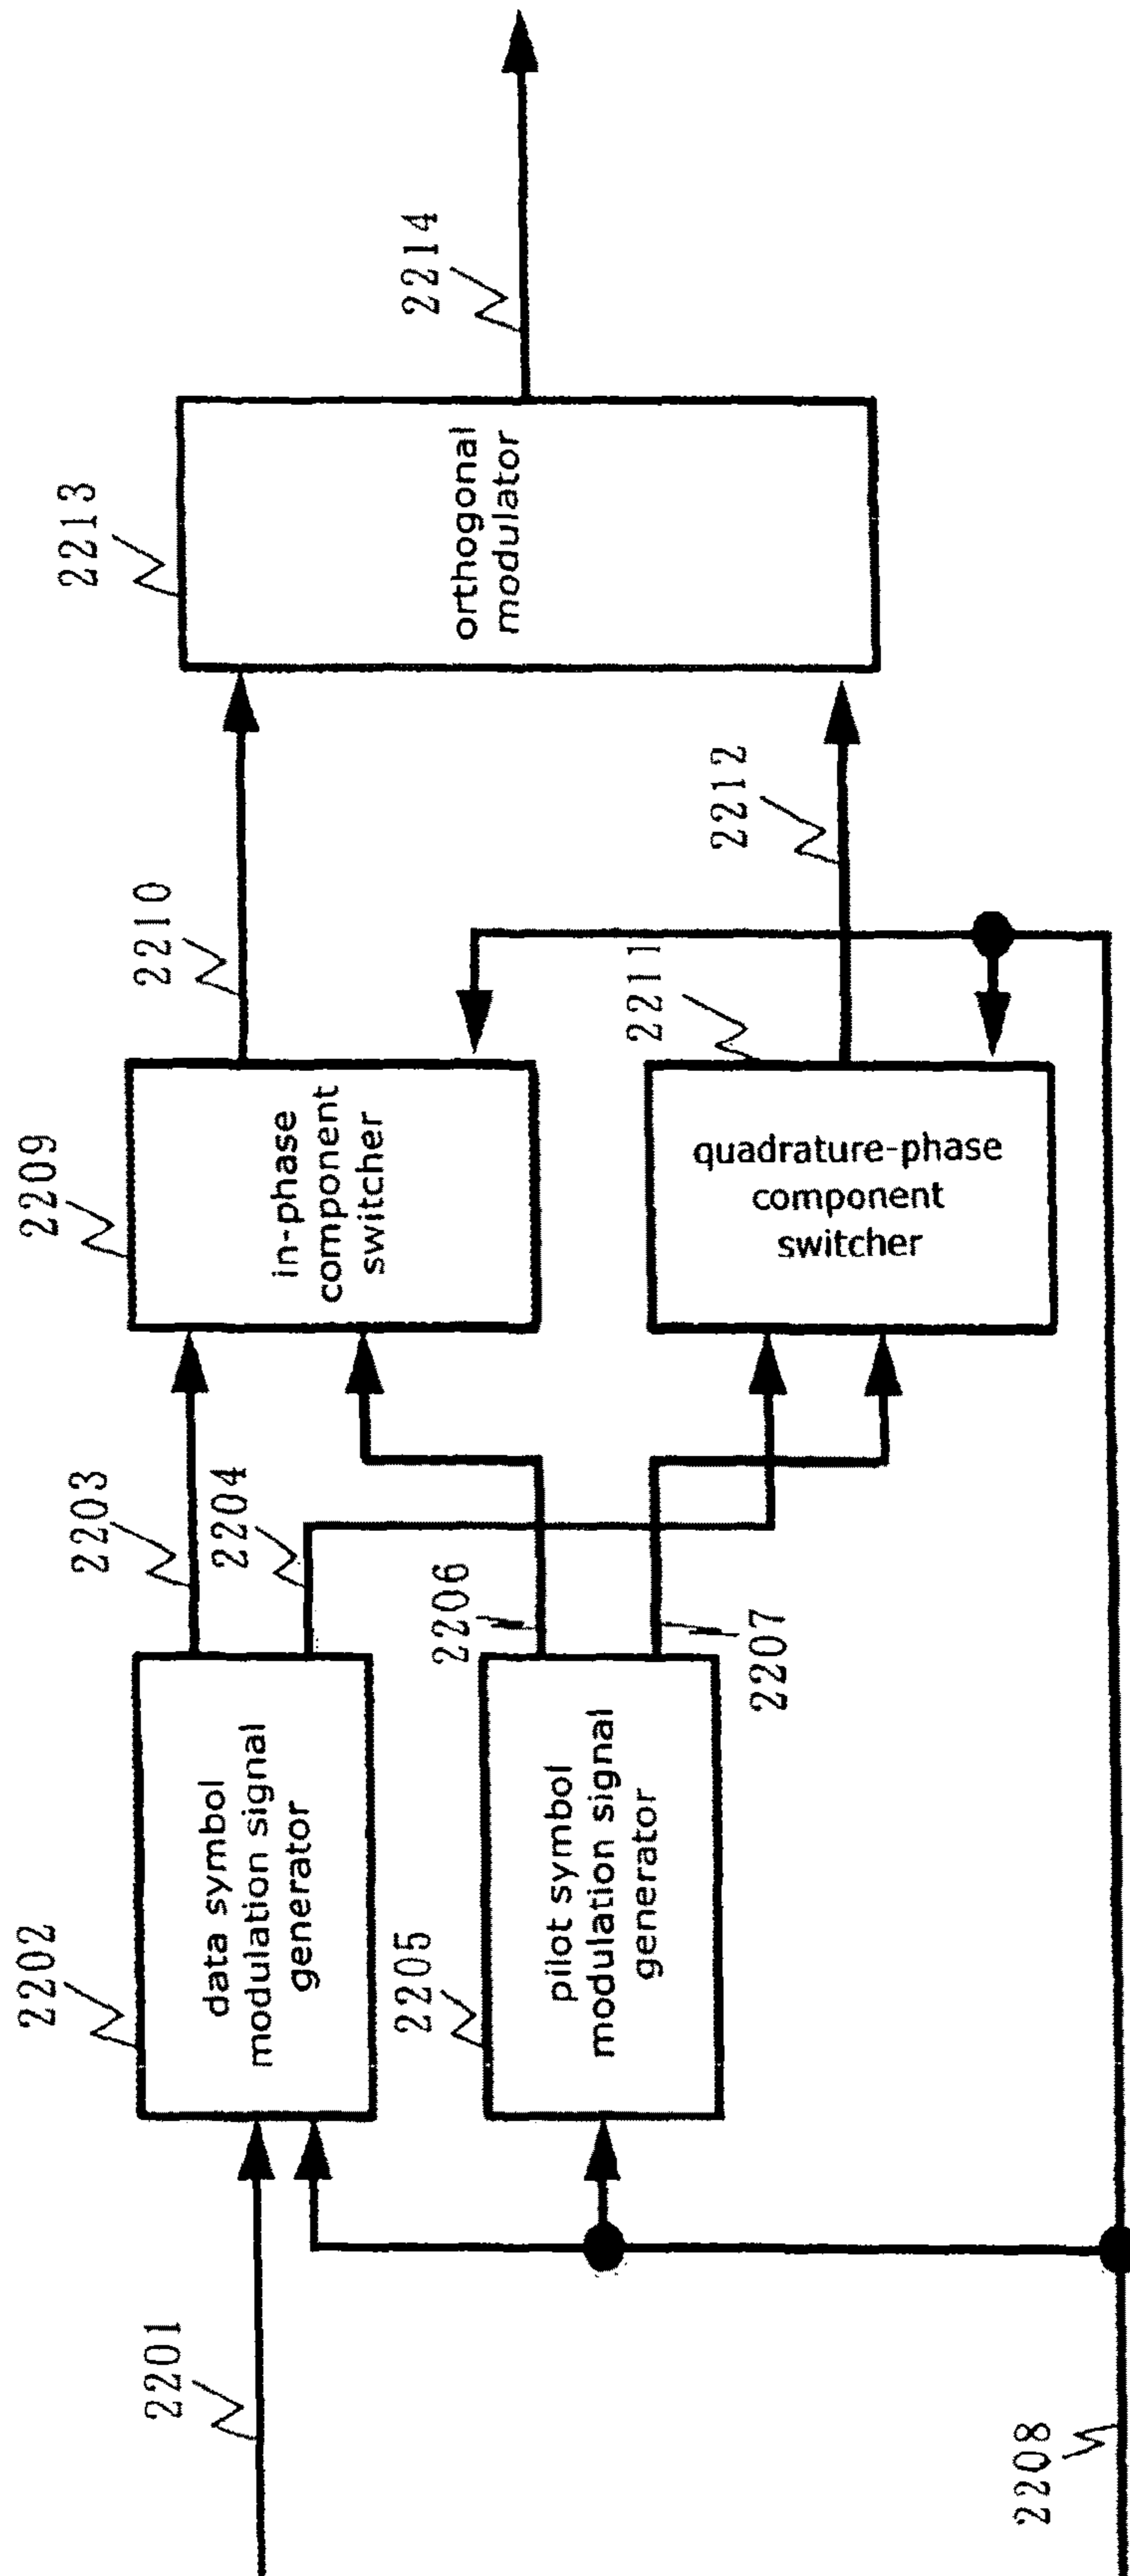 2201
2202
data symbol
modulation signal
generator
2203
2204
2205
pilot symbol
modulation signal
generator
2206
2207
2208
2209
in-phase
component
switcher
2210
2211
quadrature-phase
component
switcher
2212
2213
orthogonal
modulator
2214